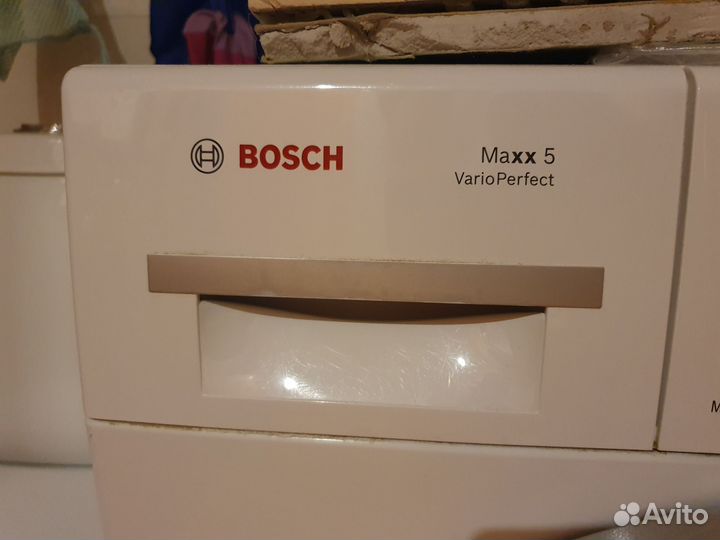 BOSCH
Maxx 5
VarioPerfect
M
Avito